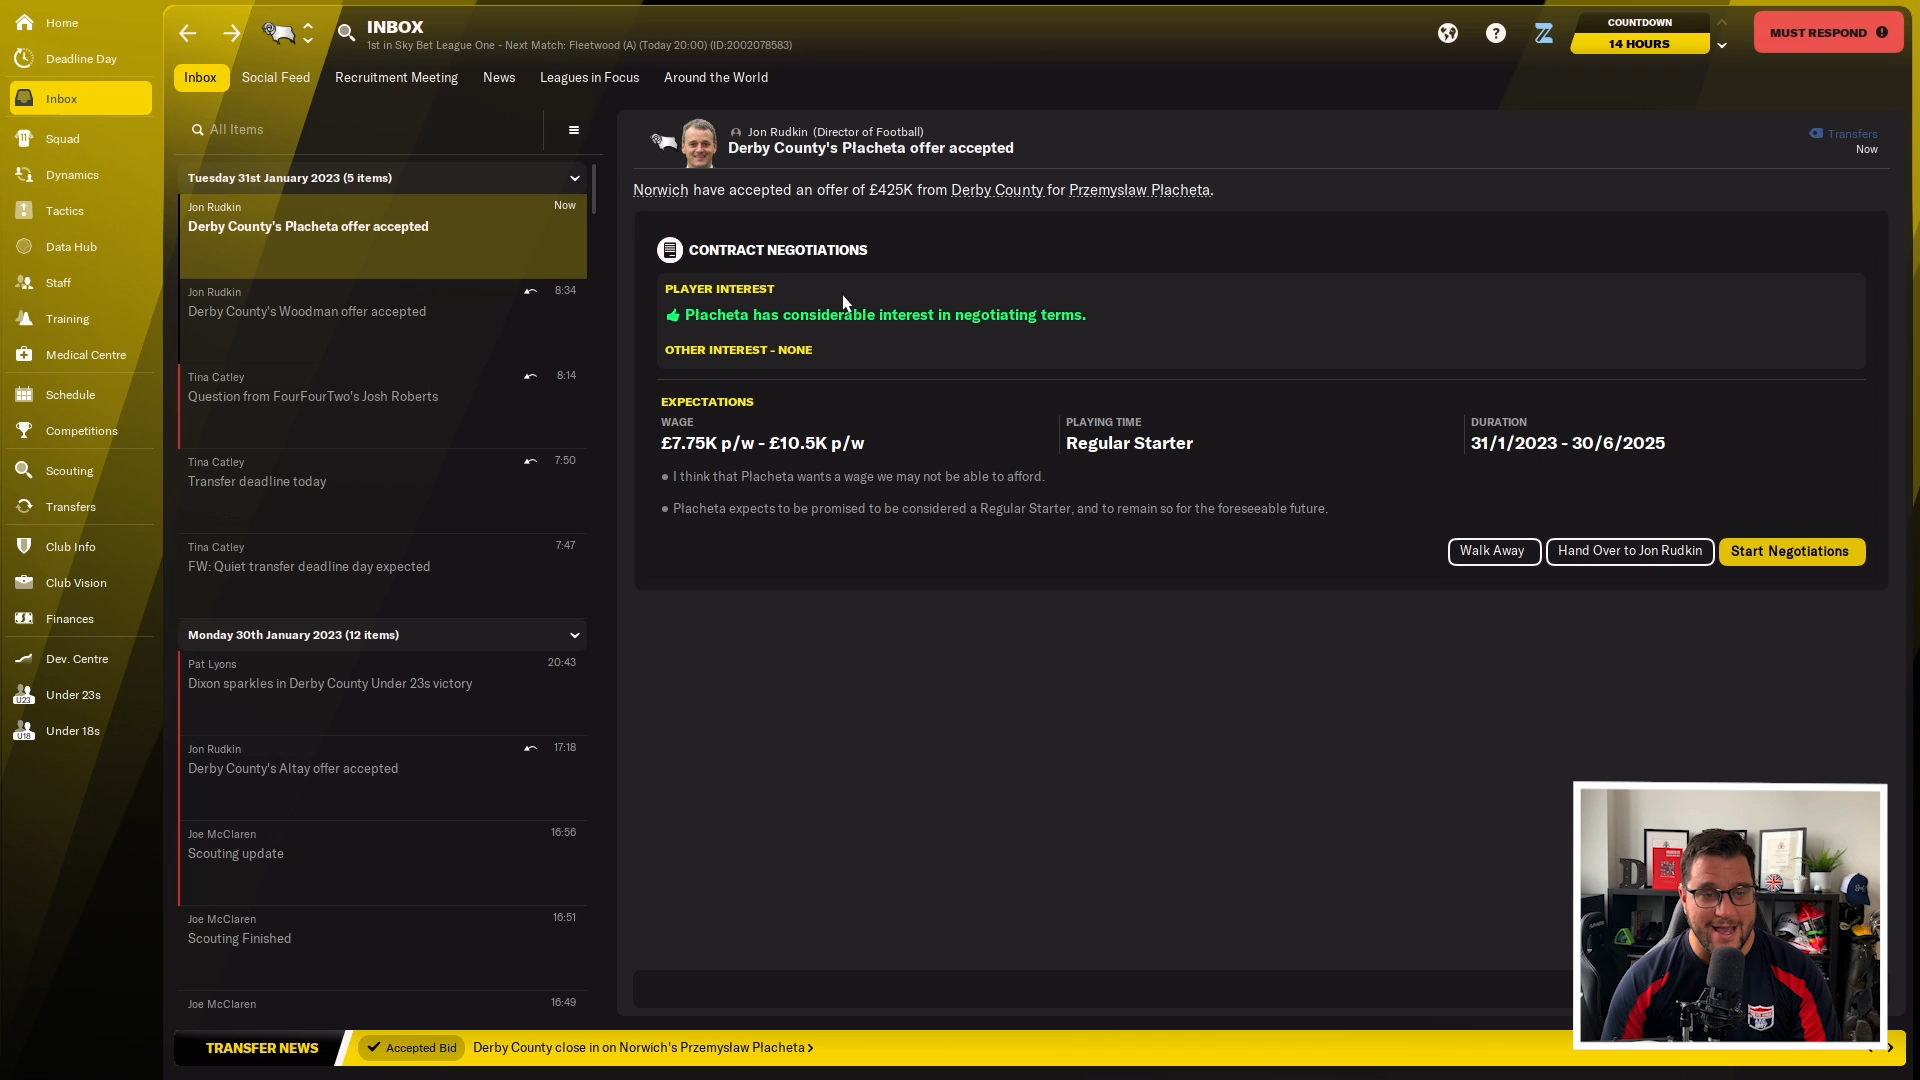 Home
Deadline Day
Inbox
Squad
Dynamics
Tactics
Data Hub
Staff
Training
Medical Centre
Schedule
Competitions
Scouting
Transfers
Club Info
Club Vision
Finances
Dev. Centre
U23
Under 23s
U18
Under 18s
INBOX
1st in Sky Bet League One - Next Match: Fleetwood (A) (Today 20:00) (ID:2002078583)
COUNTDOWN
14 HOURS
MUST RESPOND
Inbox Social Feed Recruitment Meeting News Leagues in Focus Around the World
All Items
Tuesday 31st January 2023 (5 items)
Jon Rudkin Now
Derby County's Płacheta offer accepted
Jon Rudkin 8:34
Derby County's Woodman offer accepted
Tina Catley 8:14
Question from FourFourTwo's Josh Roberts
Tina Catley 7:50
Transfer deadline today
Tina Catley 7:47
FW: Quiet transfer deadline day expected
Monday 30th January 2023 (12 items)
Pat Lyons 20:43
Dixon sparkles in Derby County Under 23s victory
Jon Rudkin 17:18
Derby County's Altay offer accepted
Joe McClaren 16:56
Scouting update
Joe McClaren 16:51
Scouting Finished
Joe McClaren 16:49
Jon Rudkin (Director of Football)
Derby County's Płacheta offer accepted
Transfers
Now
Norwich have accepted an offer of £425K from Derby County for Przemysław Płacheta.
CONTRACT NEGOTIATIONS
PLAYER INTEREST
Płacheta has considerable interest in negotiating terms.
OTHER INTEREST - NONE
EXPECTATIONS
WAGE PLAYING TIME DURATION
£7.75K p/w - £10.5K p/w Regular Starter 31/1/2023 - 30/6/2025
I think that Płacheta wants a wage we may not be able to afford.
Płacheta expects to be promised to be considered a Regular Starter, and to remain so for the foreseeable future.
Walk Away Hand Over to Jon Rudkin Start Negotiations
TRANSFER NEWS Accepted Bid Derby County close in on Norwich's Przemysław Płacheta